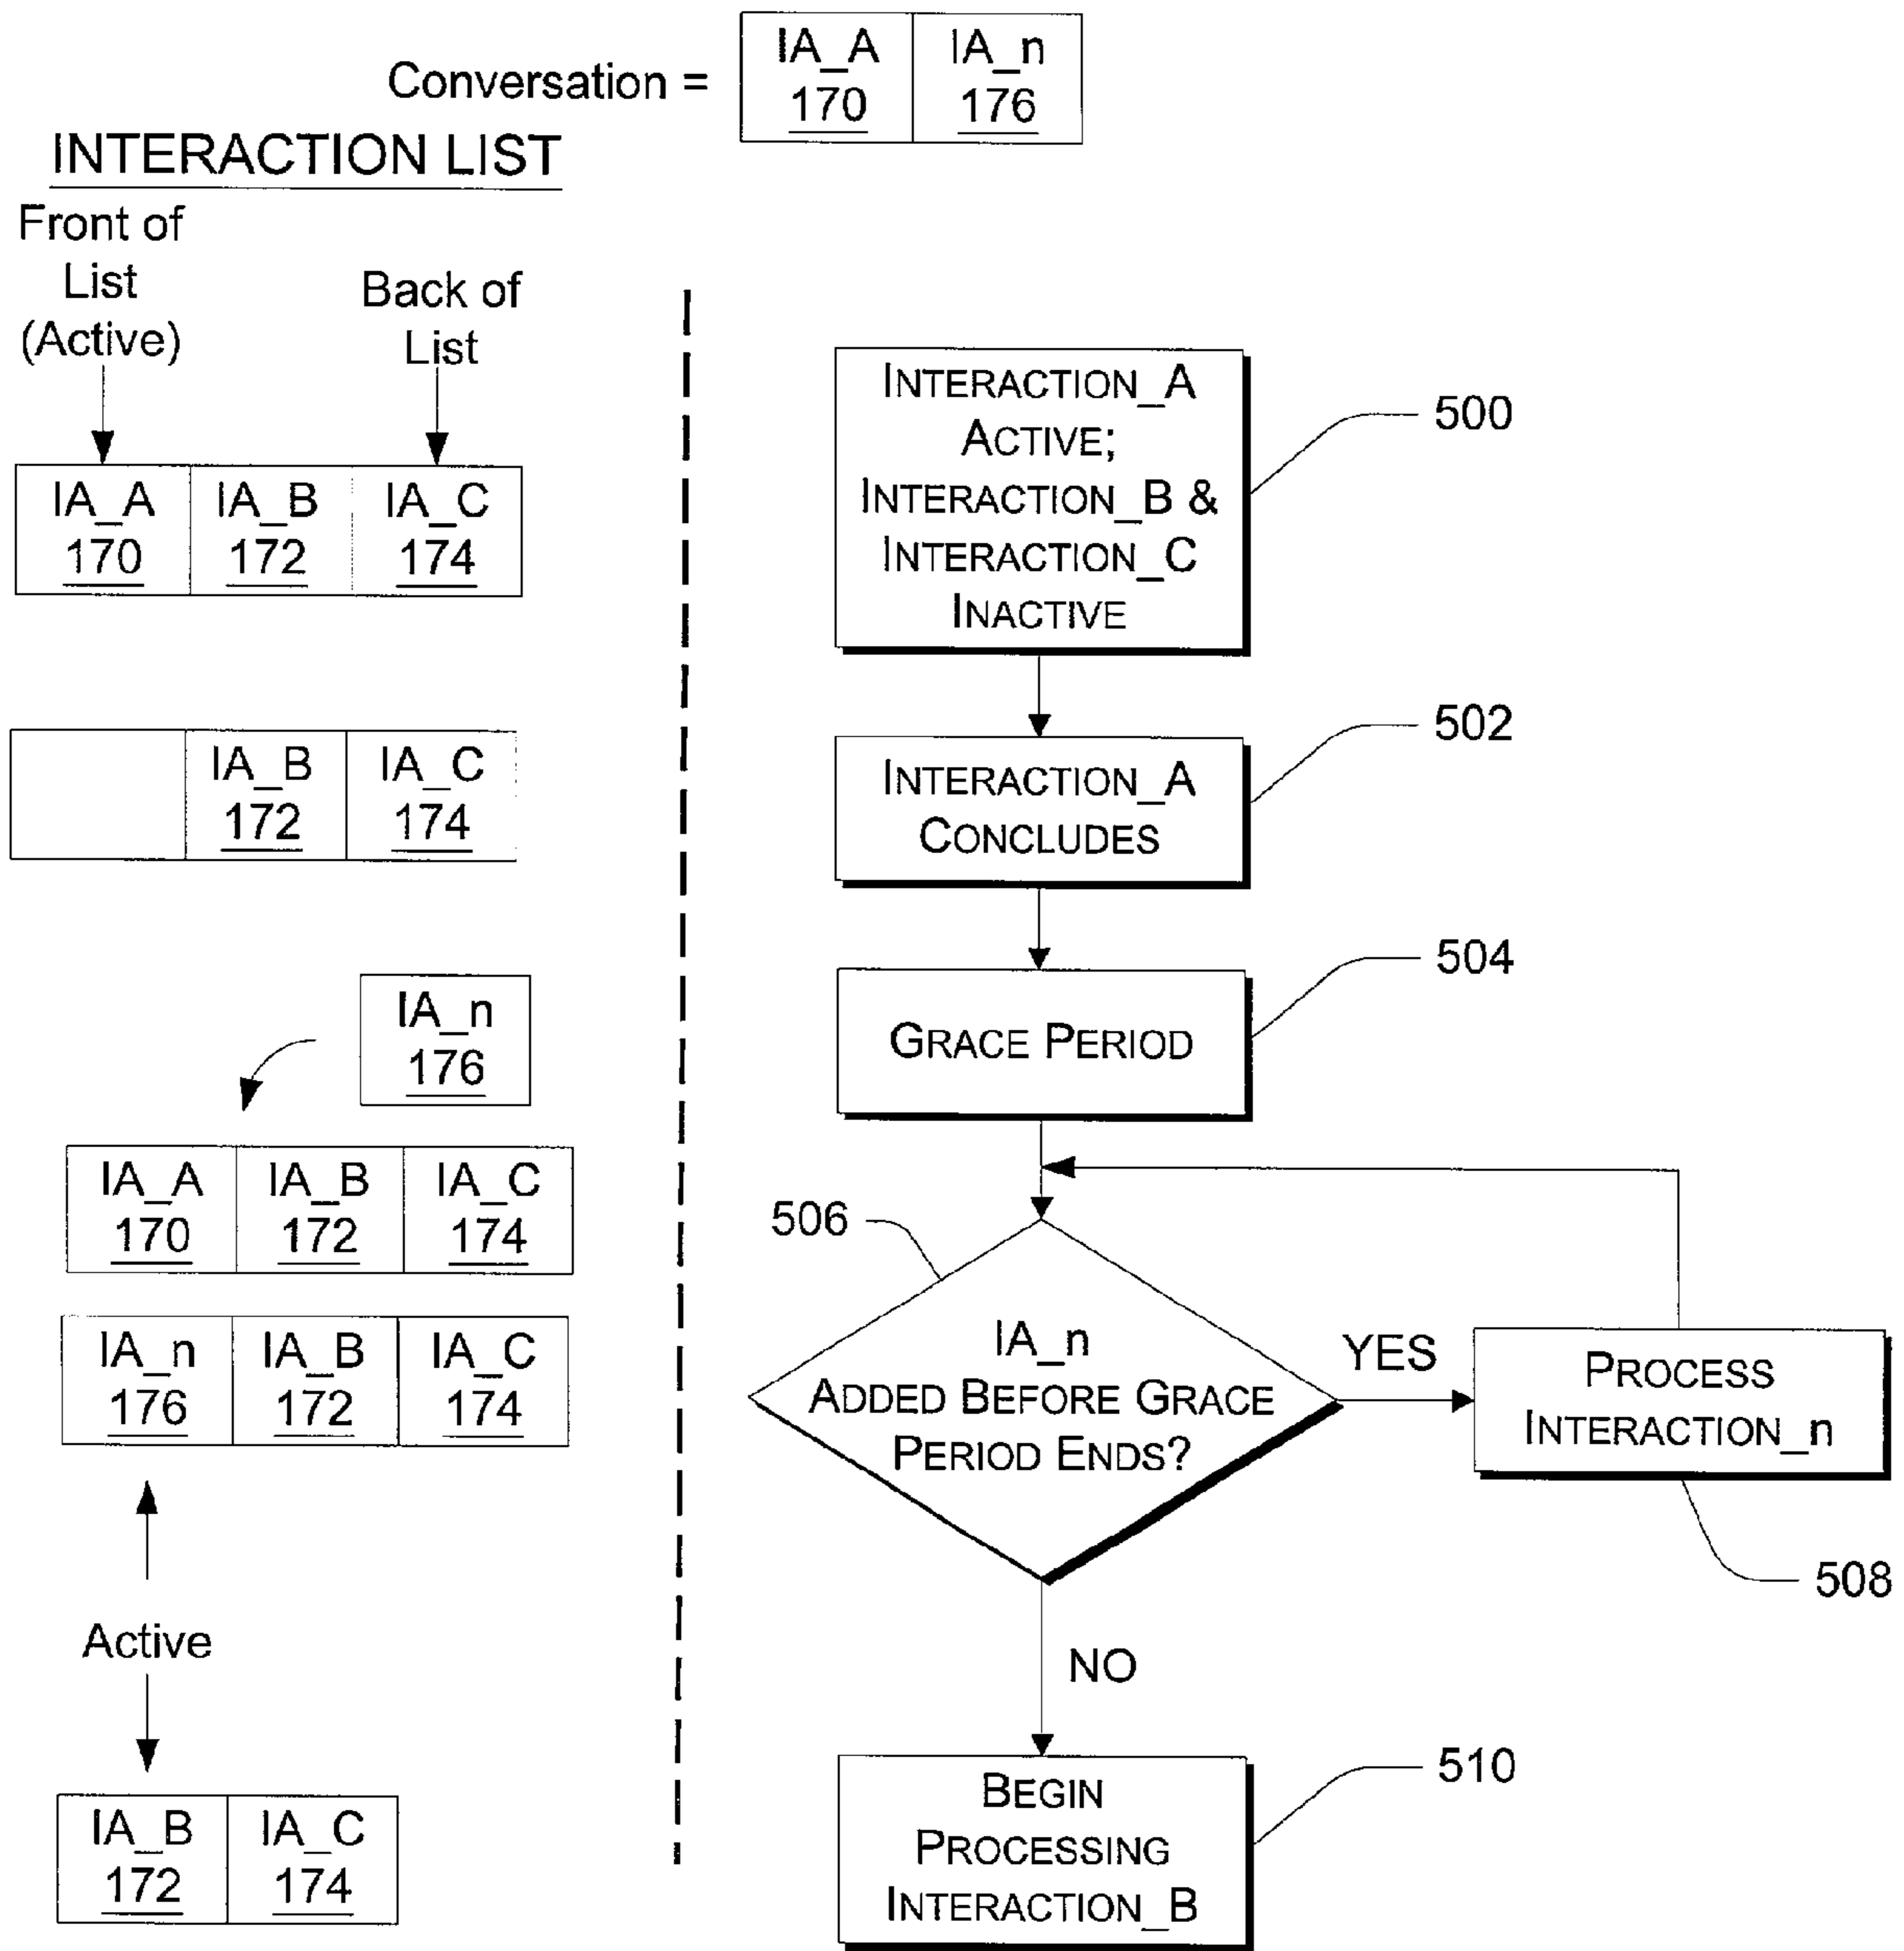 Conversation =
IA_A
170
IA_n
176
INTERACTION LIST
Front of
List
(Active)
Back of
List
IA_A
170
IA_B
172
IA_C
174
IA_B
172
IA_C
174
IA_n
176
IA_A
170
IA_B
172
IA_C
174
IA_n
176
IA_B
172
IA_C
174
Active
IA_B
172
IA_C
174
INTERACTION_A
ACTIVE;
INTERACTION_B &
INTERACTION_C
INACTIVE
500
INTERACTION_A
CONCLUDES
502
GRACE PERIOD
504
506
IA_n
ADDED BEFORE GRACE
PERIOD ENDS?
YES
PROCESS
INTERACTION_n
508
NO
BEGIN
PROCESSING
INTERACTION_B
510